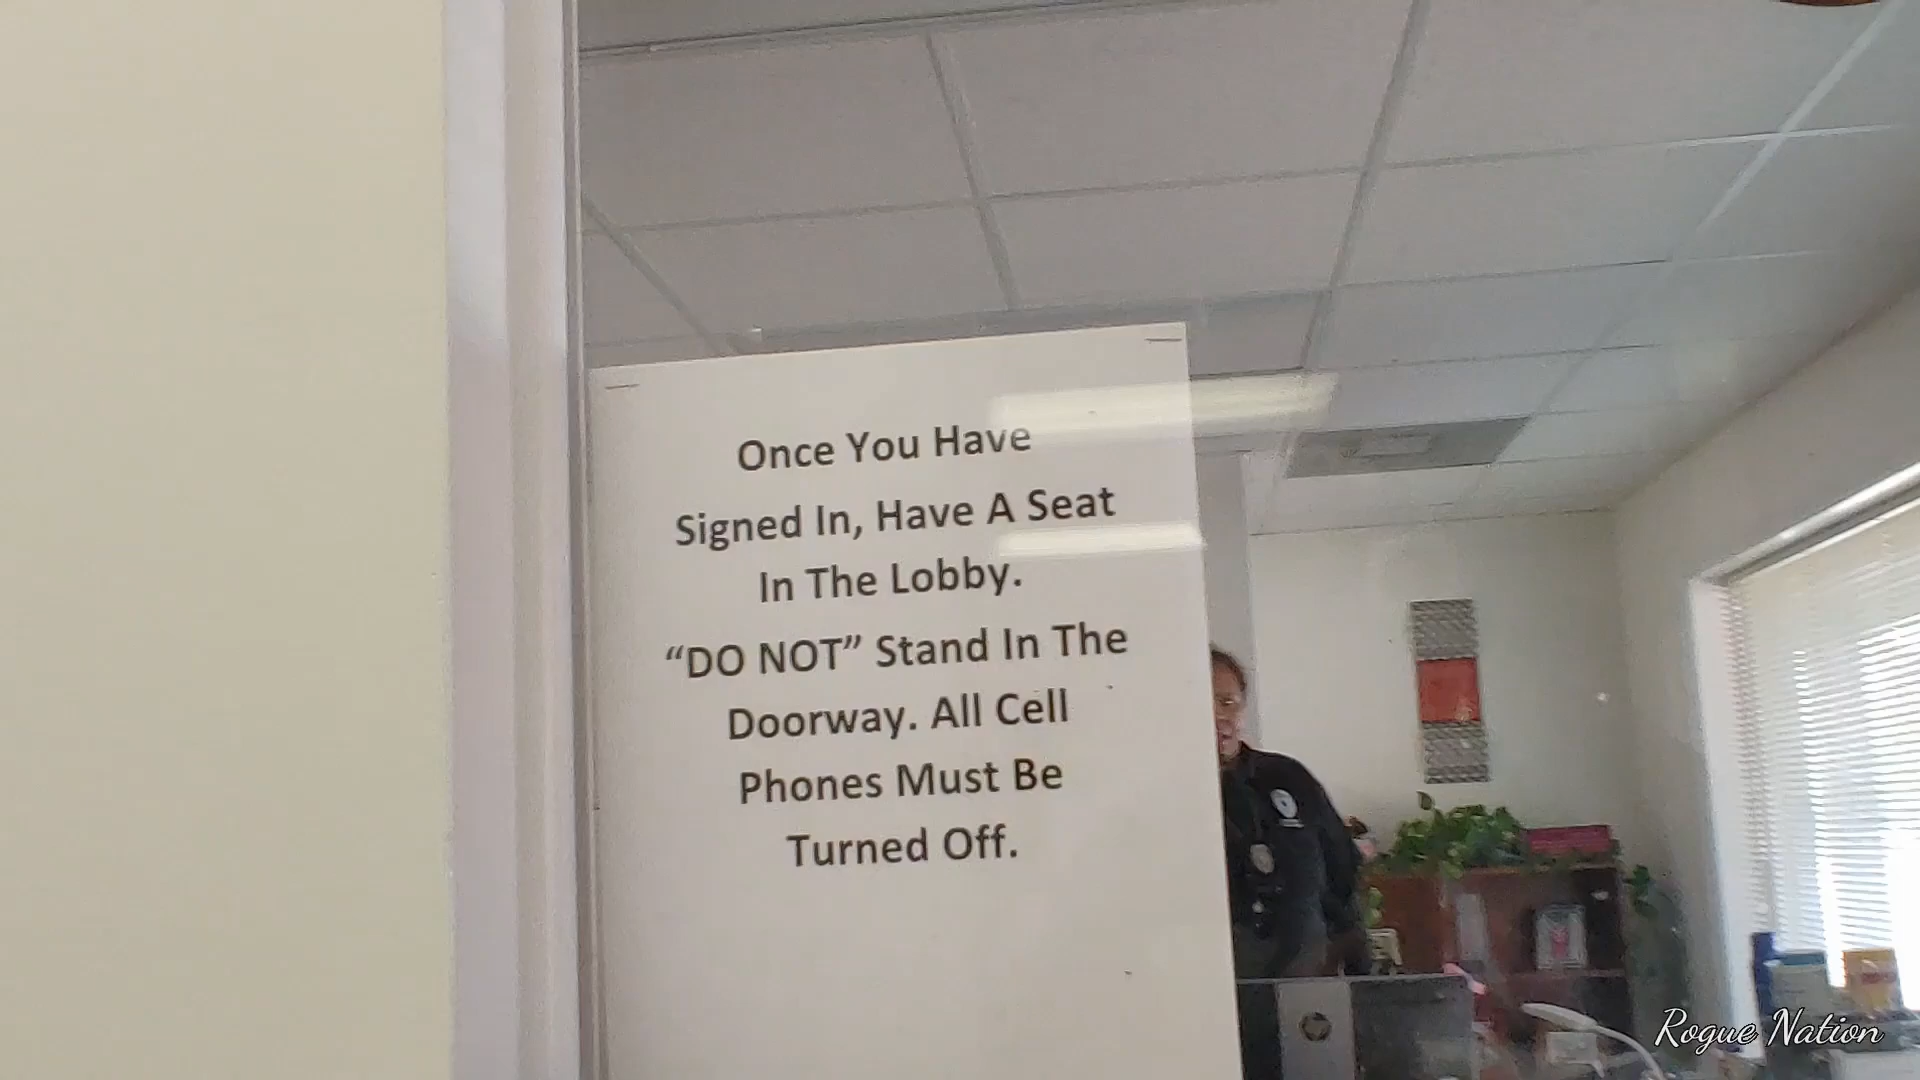 Once You Have
Signed In, Have A Seat
In The Lobby.
“DO NOT” Stand In The
Doorway. All Cell
Phones Must Be
Turned Off.
Rogue Nation